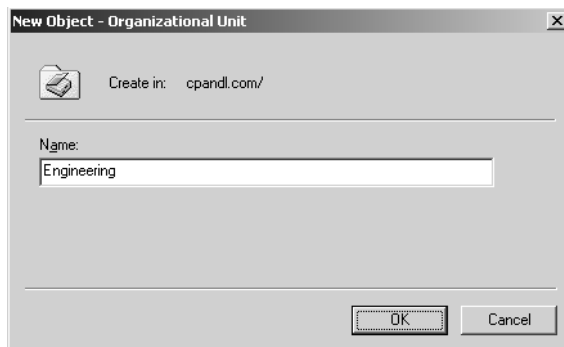 New Object - Organizational Unit
Create in: cpandl.com/
Name:
Engineering
OK Cancel